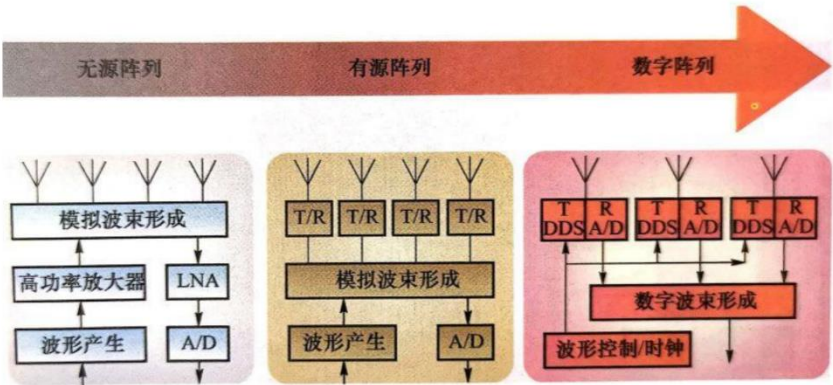 无源阵列 有源阵列 数字阵列
模拟波束形成
高功率放大器 LNA
波形产生 A/D
T/R T/R T/R T/R
模拟波束形成
波形产生 A/D
T R T R T R
DDS A/D DDS A/D DDS A/D
数字波束形成
波形控制/时钟